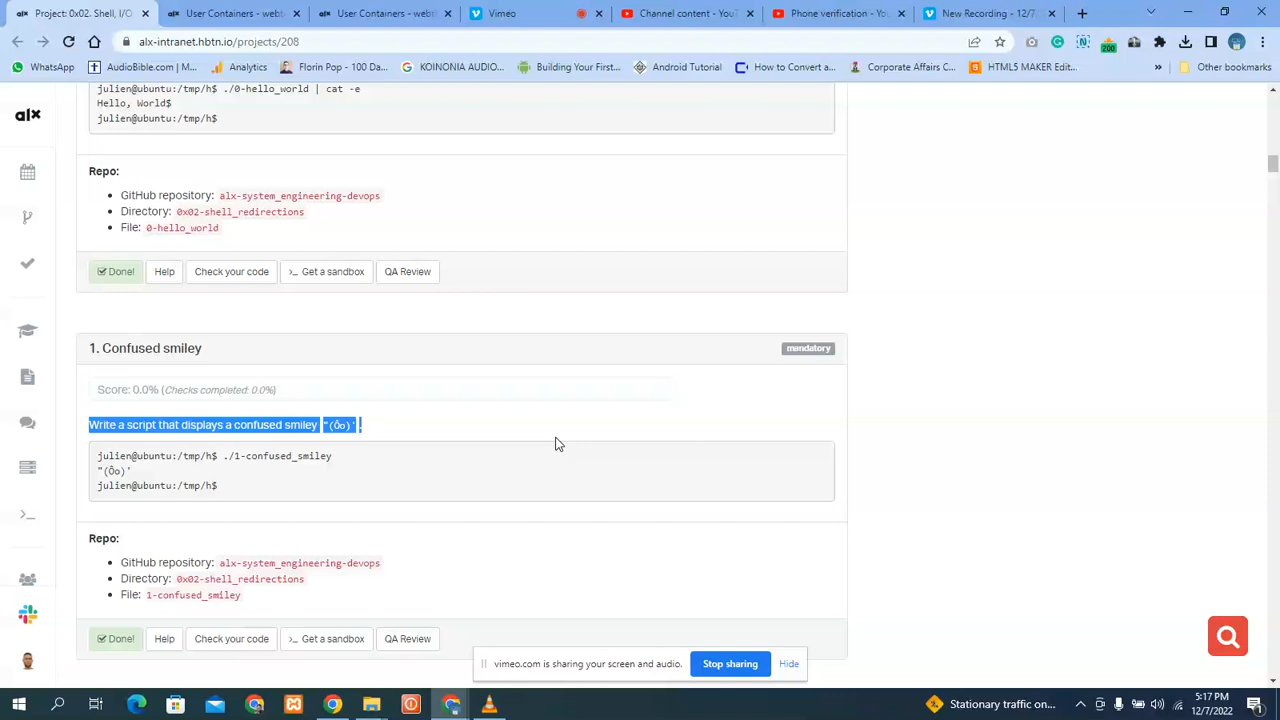 Project 0x02. Shell, I/O
User Containers - web
User Containers - web
Vimeo
Channel content - You
Phone verification - You
New Recording - 12/7/
alx-intranet.hbtn.io/projects/208
200
WhatsApp
AudioBible.com | M...
Analytics
Florin Pop - 100 Da...
KOINONIA AUDIO...
Building Your First...
Android Tutorial
How to Convert a...
Corporate Affairs C...
HTML5 MAKER Edit...
»
Other bookmarks
alx
julien@ubuntu:/tmp/h$ ./0-hello_world | cat -e
Hello, World$
julien@ubuntu:/tmp/h$
Repo:
• GitHub repository: alx-system_engineering-devops
• Directory: 0x02-shell_redirections
• File: 0-hello_world
Done!
Help
Check your code
>_ Get a sandbox
QA Review
1. Confused smiley
mandatory
Score: 0.0% (Checks completed: 0.0%)
Write a script that displays a confused smiley "(Ôo)' .
julien@ubuntu:/tmp/h$ ./1-confused_smiley
"(Ôo)'
julien@ubuntu:/tmp/h$
Repo:
• GitHub repository: alx-system_engineering-devops
• Directory: 0x02-shell_redirections
• File: 1-confused_smiley
Done!
Help
Check your code
>_ Get a sandbox
QA Review
vimeo.com is sharing your screen and audio.
Stop sharing
Hide
Stationary traffic on...
5:17 PM
12/7/2022